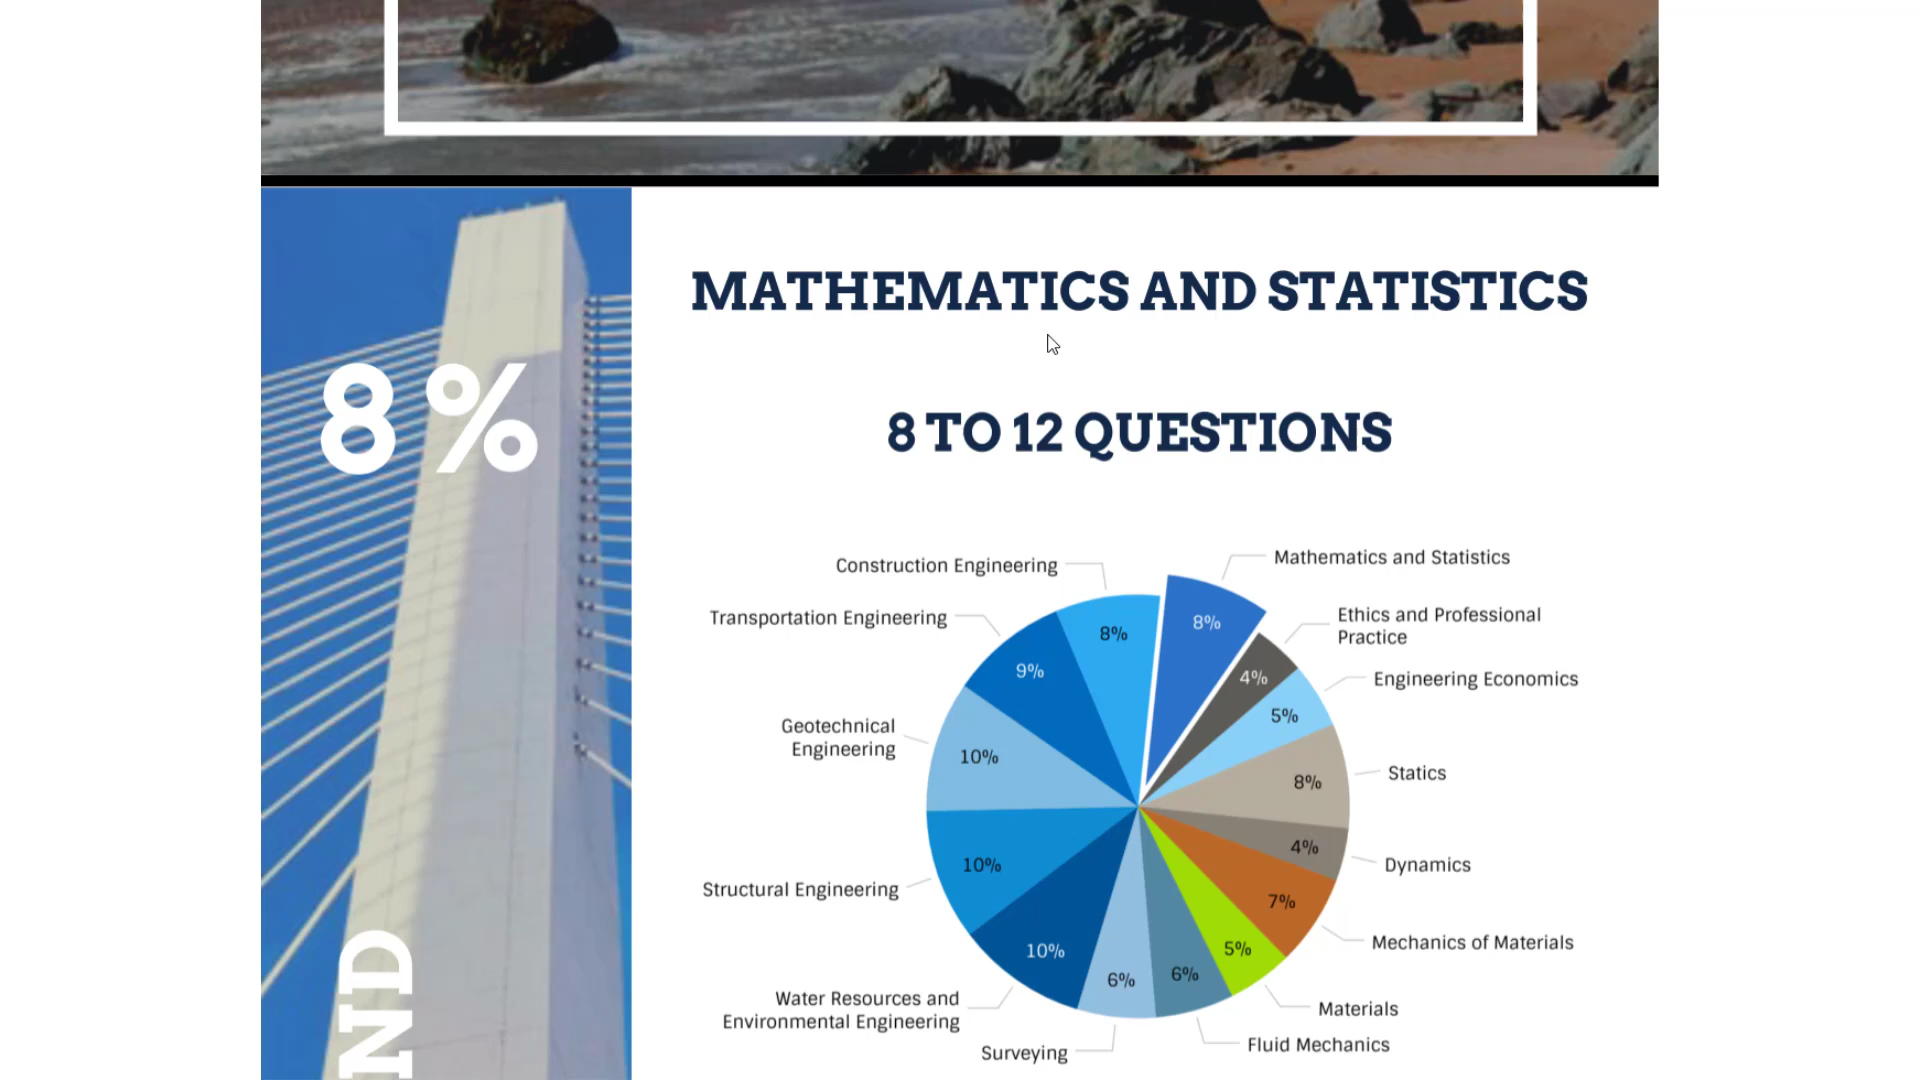 MATHEMATICS AND STATISTICS
8%
8 TO 12 QUESTIONS
Construction Engineering
Mathematics and Statistics
Transportation Engineering
Ethics and Professional
Practice
8%
8%
9%
4%
Engineering Economics
5%
Geotechnical
Engineering
10%
Statics
8%
4%
Dynamics
10%
Structural Engineering
7%
Mechanics of Materials
10%
5%
6%
6%
Water Resources and
Environmental Engineering
Materials
Surveying
Fluid Mechanics
ND